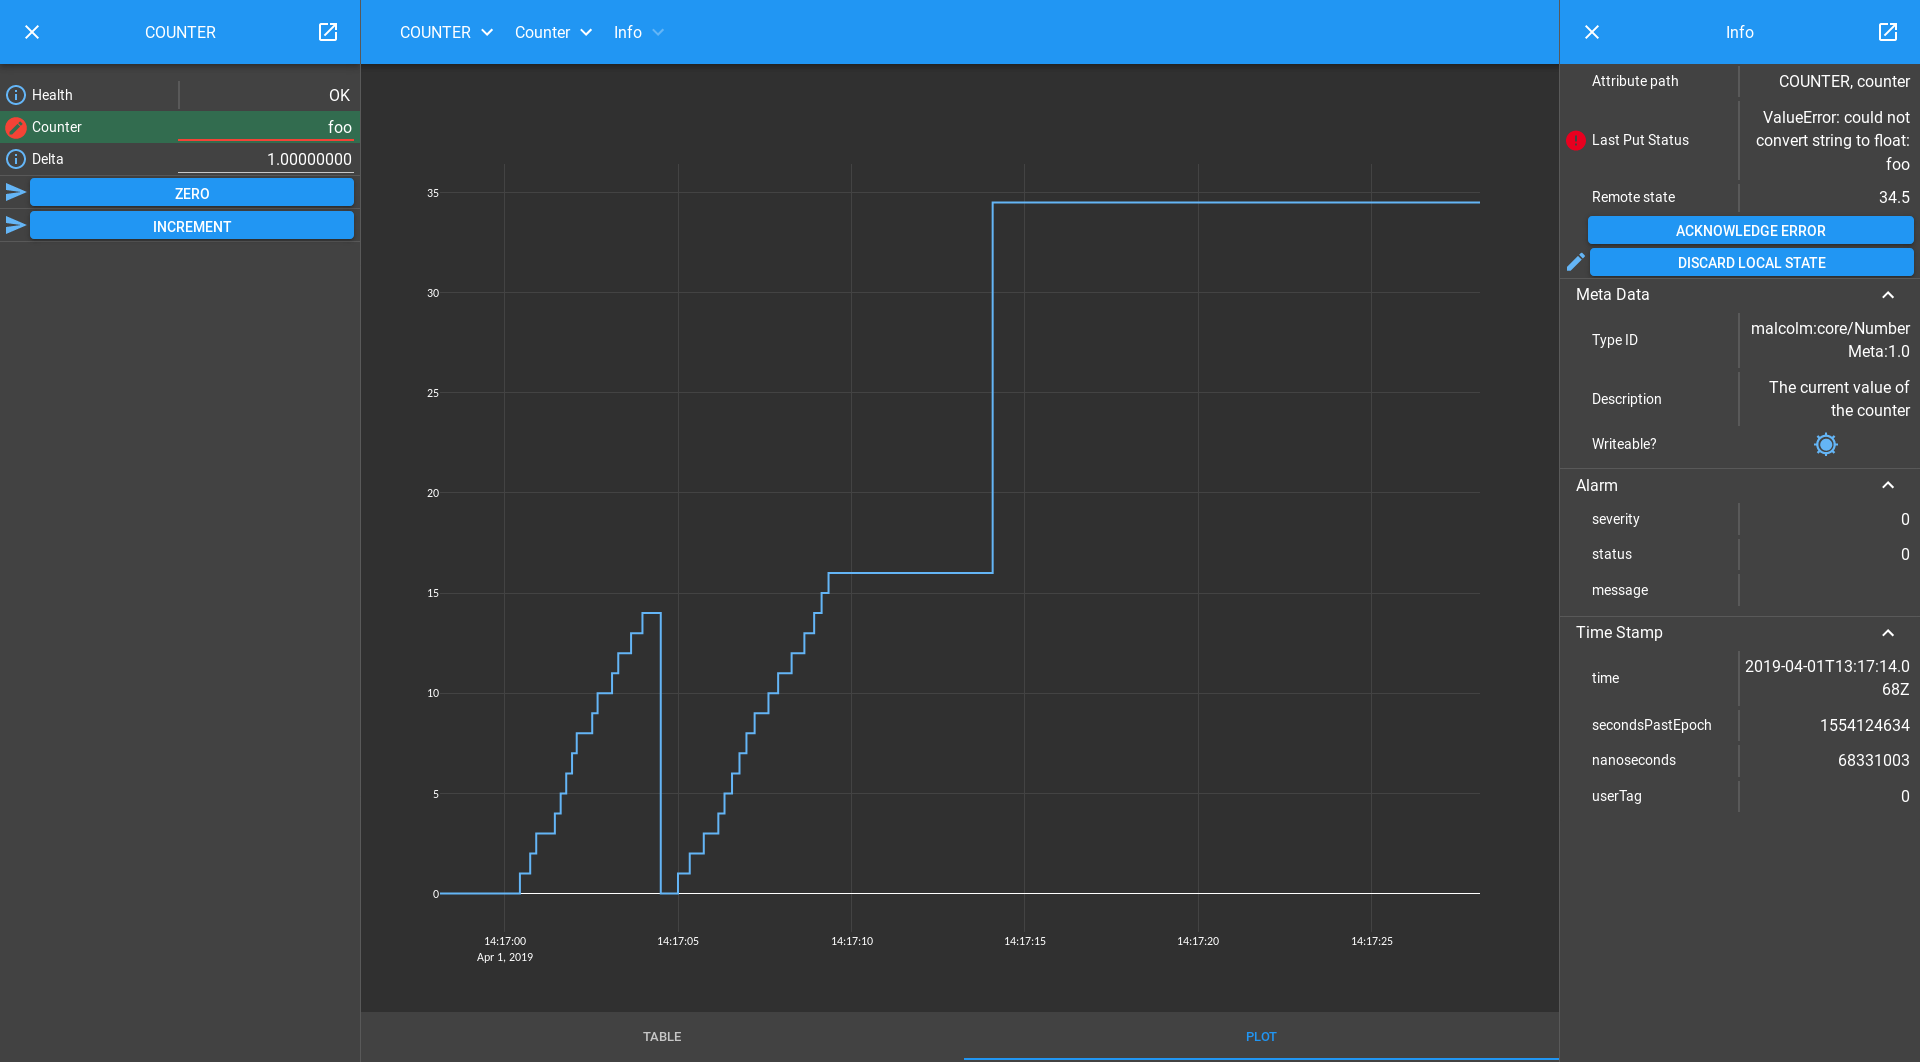 COUNTER
Health
OK
Counter
foo
Delta
1.00000000
ZERO
INCREMENT
COUNTER
Counter
Info
35
30
25
20
15
10
5
0
14:17:00
Apr 1, 2019
14:17:05
14:17:10
14:17:15
14:17:20
14:17:25
TABLE
PLOT
Info
Attribute path
COUNTER, counter
Last Put Status
ValueError: could not
convert string to float:
foo
Remote state
34.5
ACKNOWLEDGE ERROR
DISCARD LOCAL STATE
Meta Data
Type ID
malcolm:core/Number
Meta:1.0
Description
The current value of
the counter
Writeable?
Alarm
severity
0
status
0
message
Time Stamp
time
2019-04-01T13:17:14.0
68Z
secondsPastEpoch
1554124634
nanoseconds
68331003
userTag
0